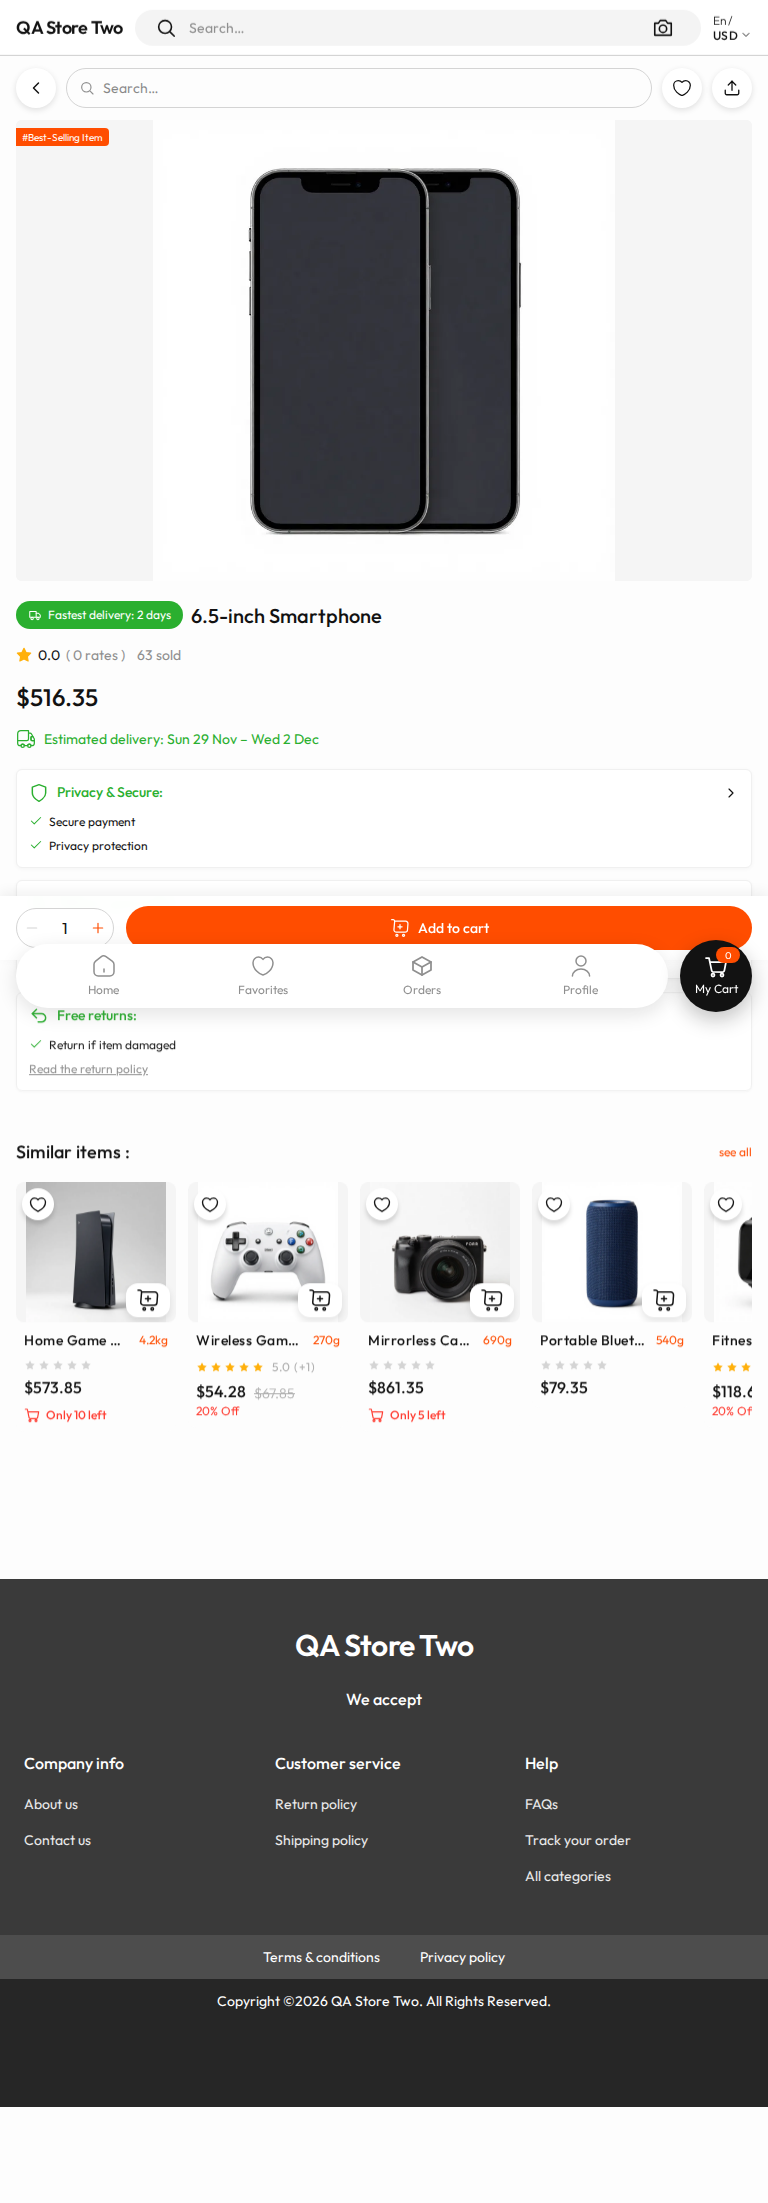 QA Store Two
Search...
En/
USD
Search...
#Best-Selling Item
Fastest delivery: 2 days
6.5-inch Smartphone
0.0 ( 0 rates ) 63 sold
$516.35
Estimated delivery: Sun 29 Nov – Wed 2 Dec
Privacy & Secure:
Secure payment
Privacy protection
1
Add to cart
Home
Favorites
Orders
Profile
0
My Cart
Free returns:
Return if item damaged
Read the return policy
Similar items :
see all
Home Game ... 4.2kg
$573.85
Only 10 left
Wireless Gam... 270g
5.0 (+1)
$54.28 $67.85
20% Off
Mirrorless Ca... 690g
$861.35
Only 5 left
Portable Bluet... 540g
$79.35
Fitnes
$118.6
20% Of
QA Store Two
We accept
Company info
About us
Contact us
Customer service
Return policy
Shipping policy
Help
FAQs
Track your order
All categories
Terms & conditions
Privacy policy
Copyright ©2026 QA Store Two. All Rights Reserved.